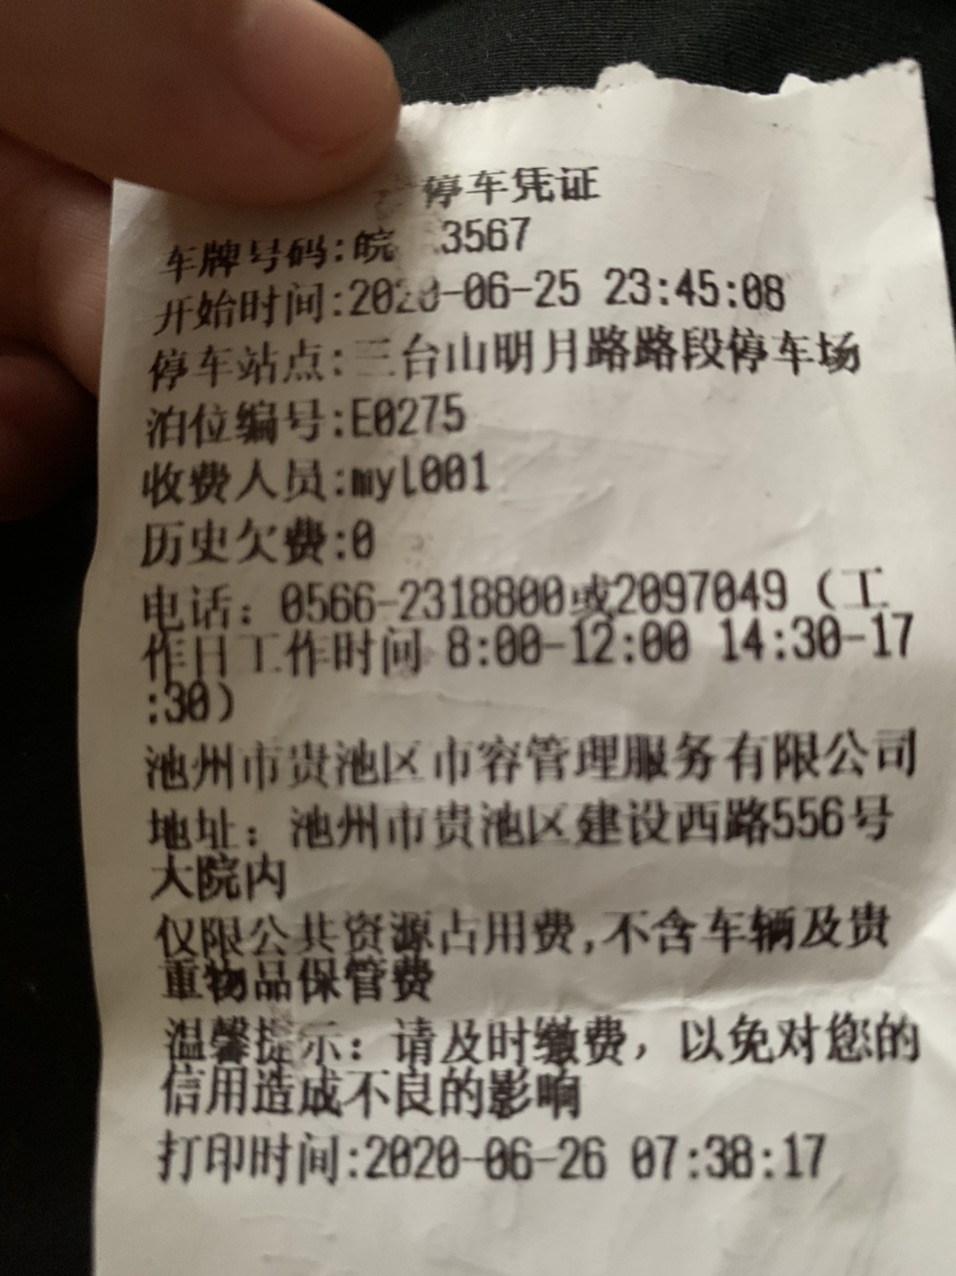 停车凭证
车牌号码:皖 3567
开始时间:2020-06-25 23:45:08
停车站点:三台山明月路路段停车场
泊位编号:E0275
收费人员:myl001
历史欠费:0
电话：0566-2318800或2097049（工
作日工作时间 8:00-12:00 14:30-17
:30）
池州市贵池区市容管理服务有限公司
地址：池州市贵池区建设西路556号
大院内
仅限公共资源占用费,不含车辆及贵
重物品保管费
温馨提示：请及时缴费，以免对您的
信用造成不良的影响
打印时间:2020-06-26 07:38:17